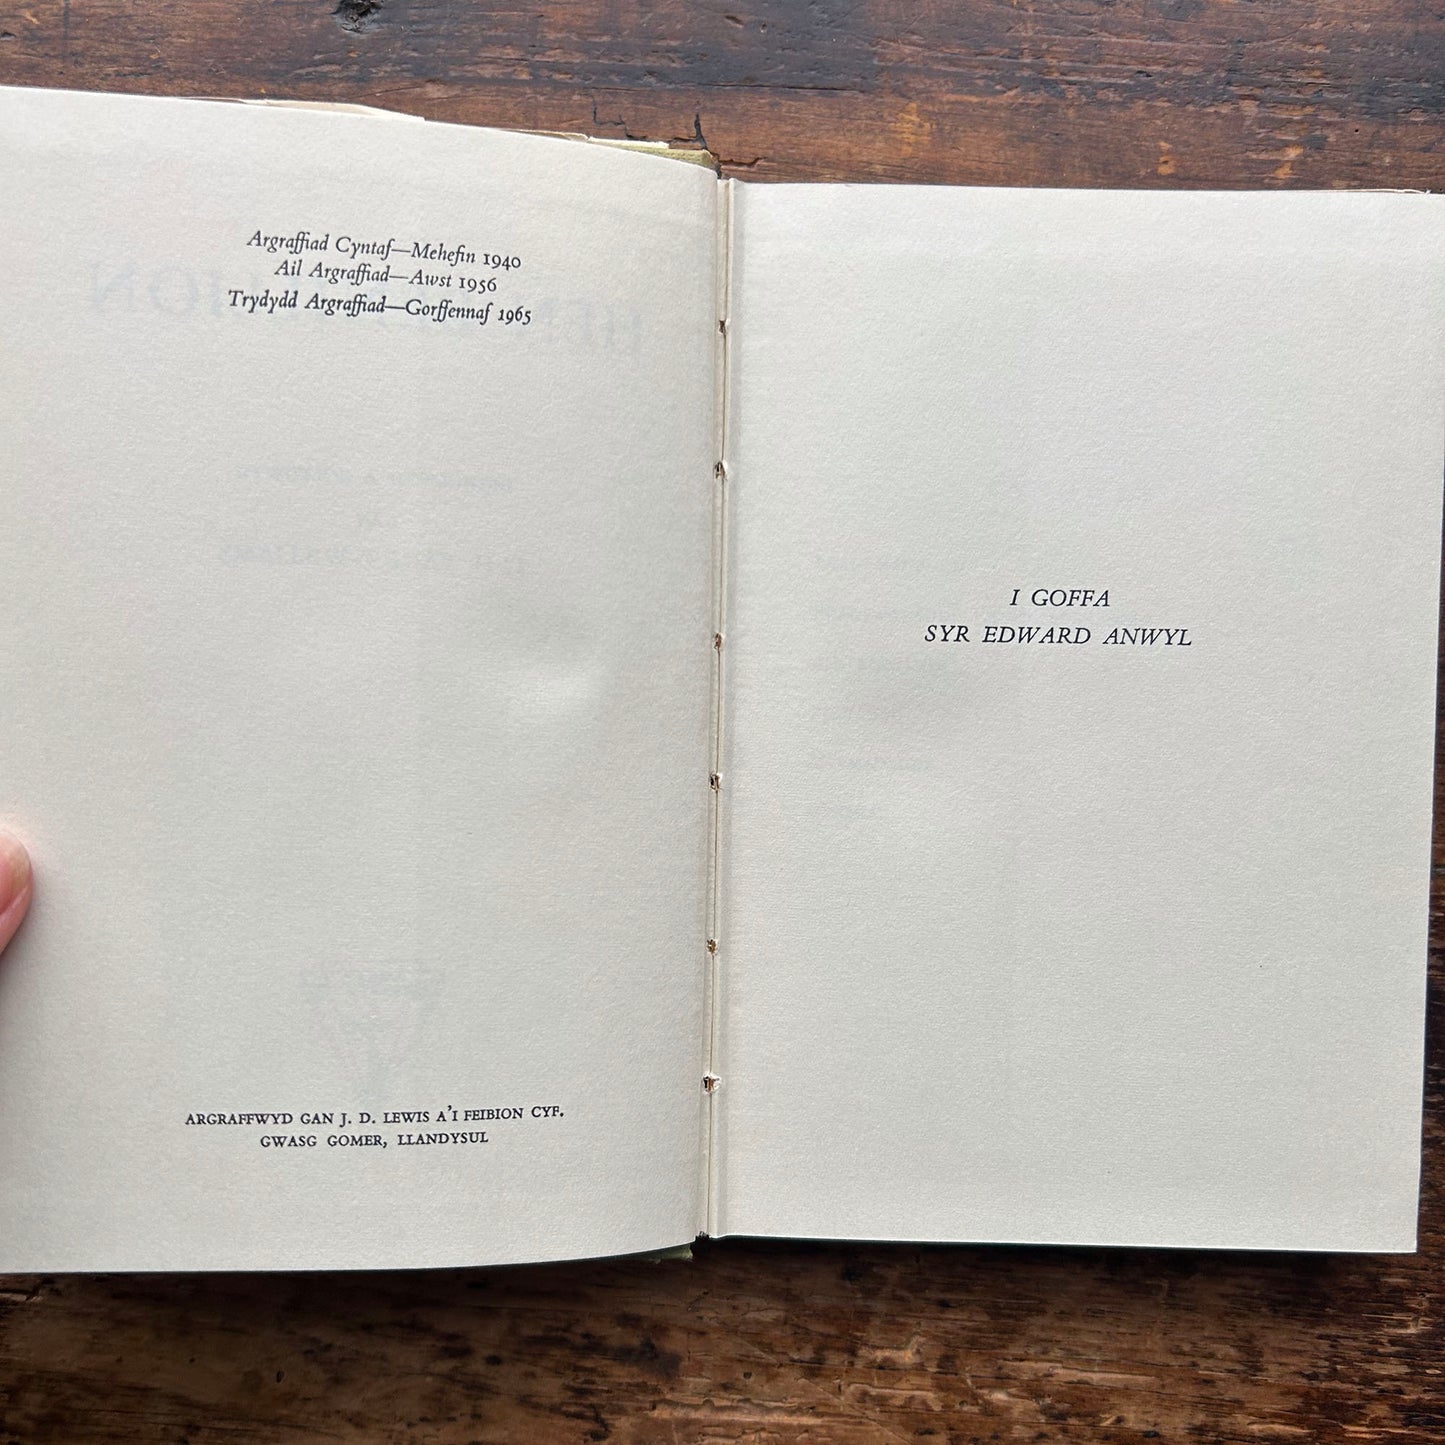 Argraffiad Cyntaf—Mehefin 1940
Ail Argraffiad—Awst 1956
Trydydd Argraffiad—Gorffennaf 1965
ARGRAFFWYD GAN J. D. LEWIS A'I FEIBION CYF.
GWASG GOMER, LLANDYSUL
I GOFFA
SYR EDWARD ANWYL